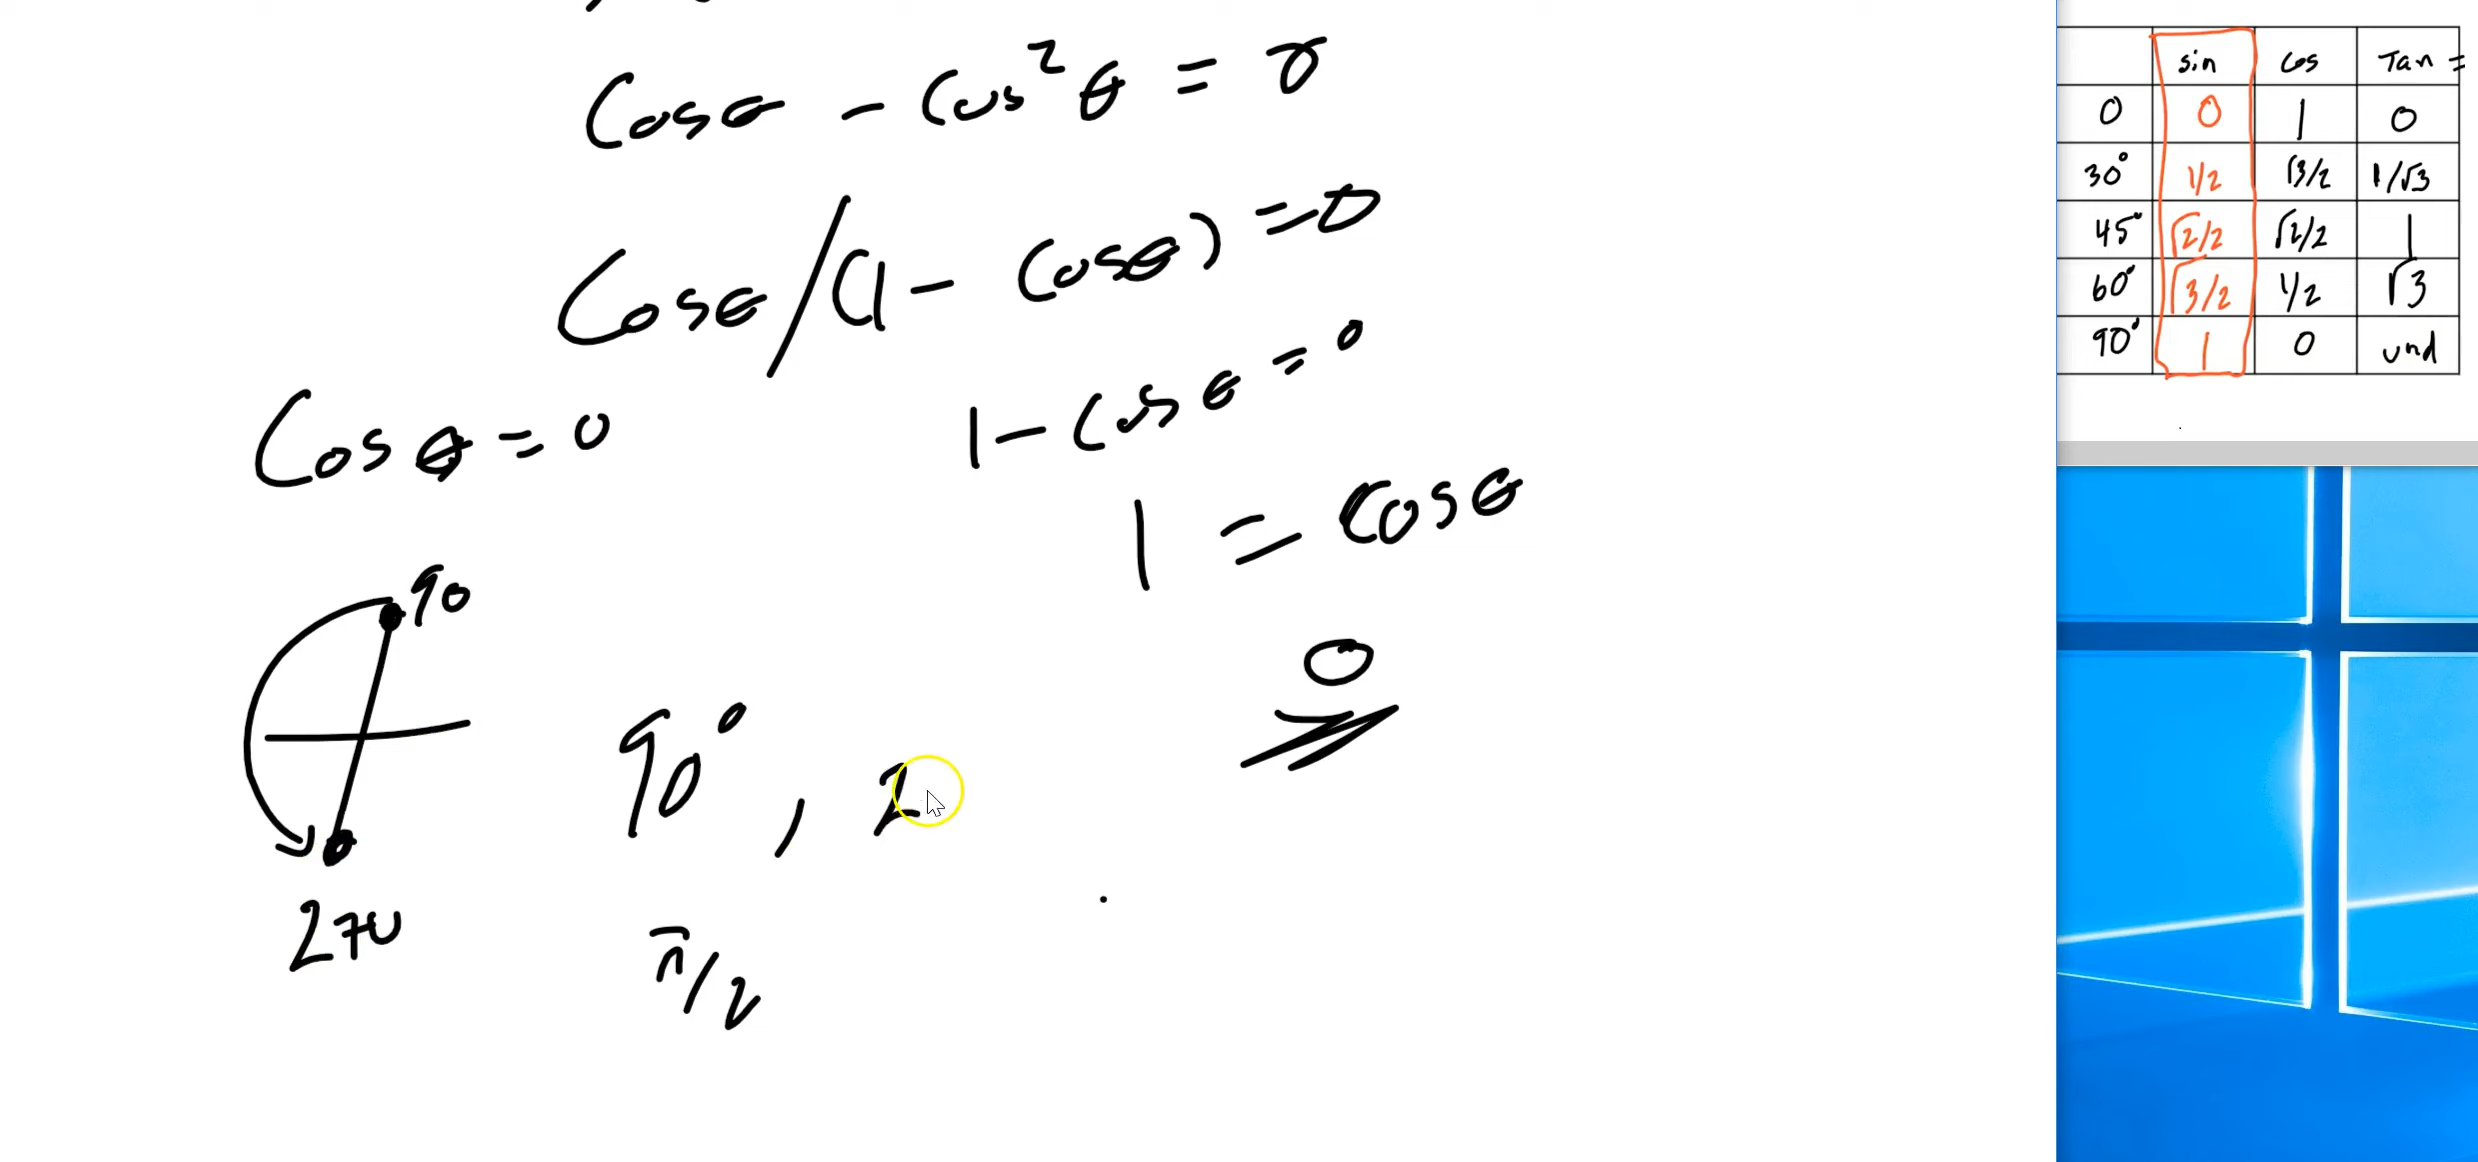 Cosθ - Cos²θ = 0
Cosθ/(1 - Cosθ) = 0
Cosθ = 0
1 - Cosθ = 0
1 = Cosθ
90
0
90° , 2
270
π/2
sin cos Tan =
0 0 1 0
30° 1/2 √3/2 1/√3
45° √2/2 √2/2 1
60° √3/2 1/2 √3
90° 1 0 und